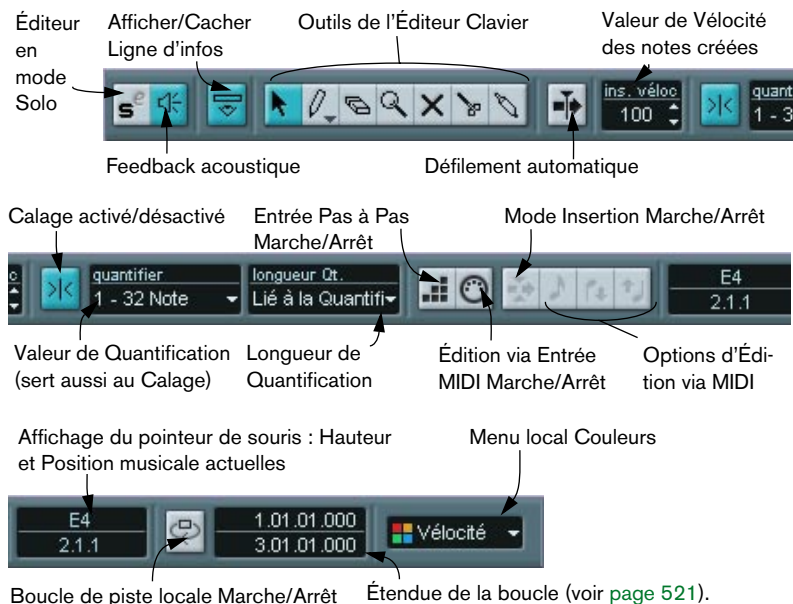 Éditeur en mode Solo
Afficher/Cacher Ligne d'infos
Outils de l'Éditeur Clavier
Valeur de Vélocité des notes créées
s e
ins. véloc
100
quant
1 - 3
Feedback acoustique
Défilement automatique
Calage activé/désactivé
Entrée Pas à Pas Marche/Arrêt
Mode Insertion Marche/Arrêt
c
quantifier
1 - 32 Note
longueur Qt.
Lié à la Quantifi
E4
2.1.1
Valeur de Quantification (sert aussi au Calage)
Longueur de Quantification
Édition via Entrée MIDI Marche/Arrêt
Options d'Édi-
tion via MIDI
Affichage du pointeur de souris : Hauteur et Position musicale actuelles
Menu local Couleurs
E4
2.1.1
1.01.01.000
3.01.01.000
Vélocité
Boucle de piste locale Marche/Arrêt
Étendue de la boucle (voir page 521).